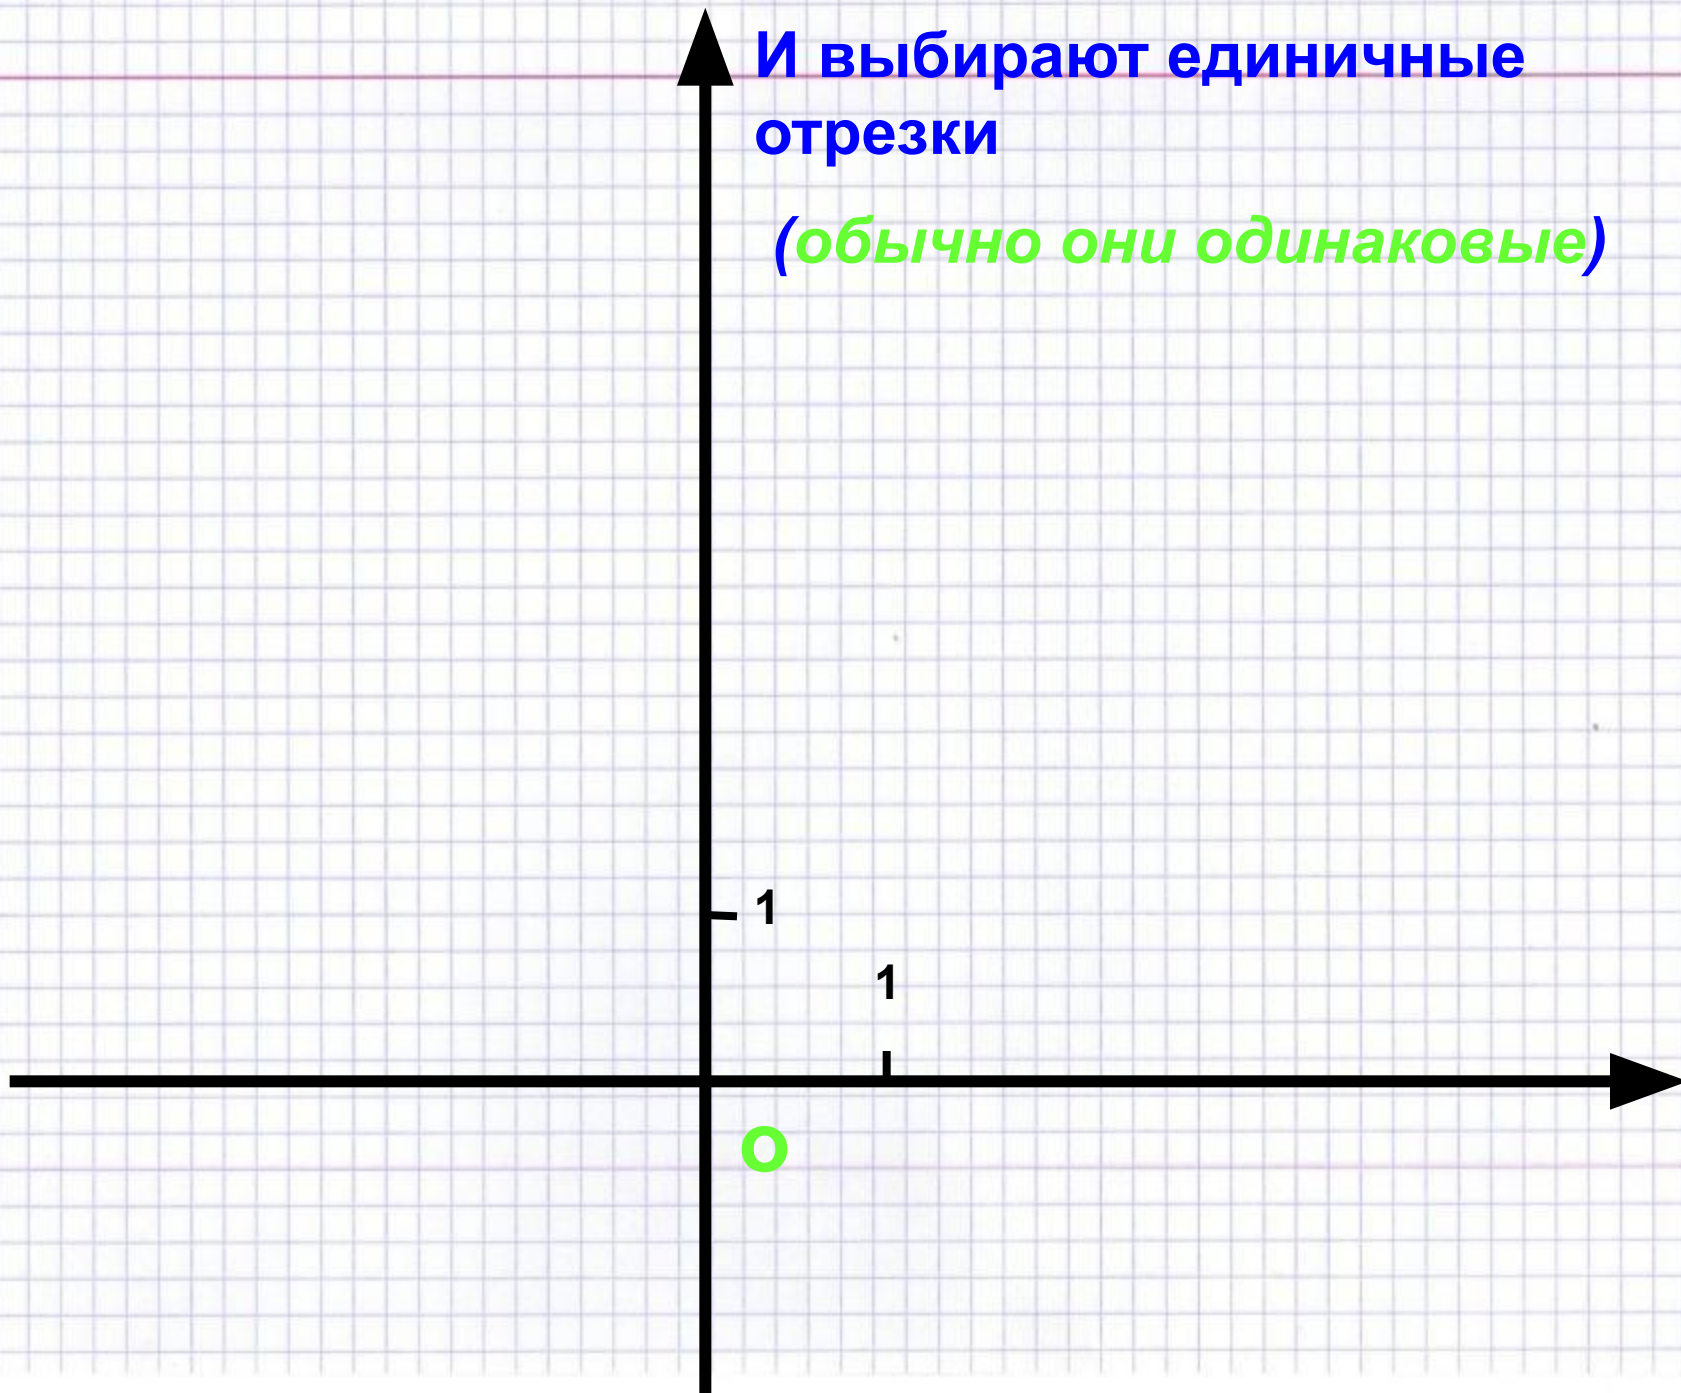 И выбирают единичные
отрезки
(обычно они одинаковые)
1
1
О